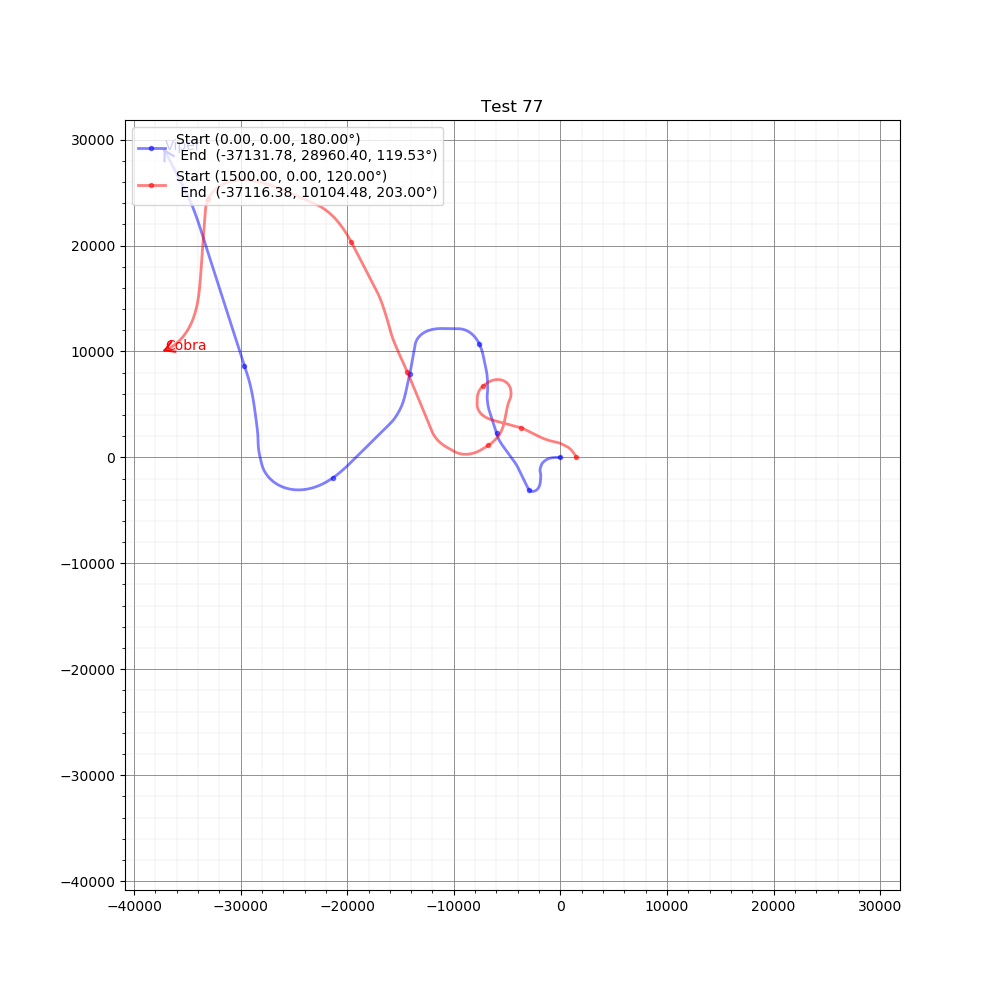 Test 77
Start (0.00, 0.00, 180.00°)
End (-37131.78, 28960.40, 119.53°)
Start (1500.00, 0.00, 120.00°)
End (-37116.38, 10104.48, 203.00°)
Viper
Cobra
30000
20000
10000
0
−10000
−20000
−30000
−40000
−40000 −30000 −20000 −10000 0 10000 20000 30000